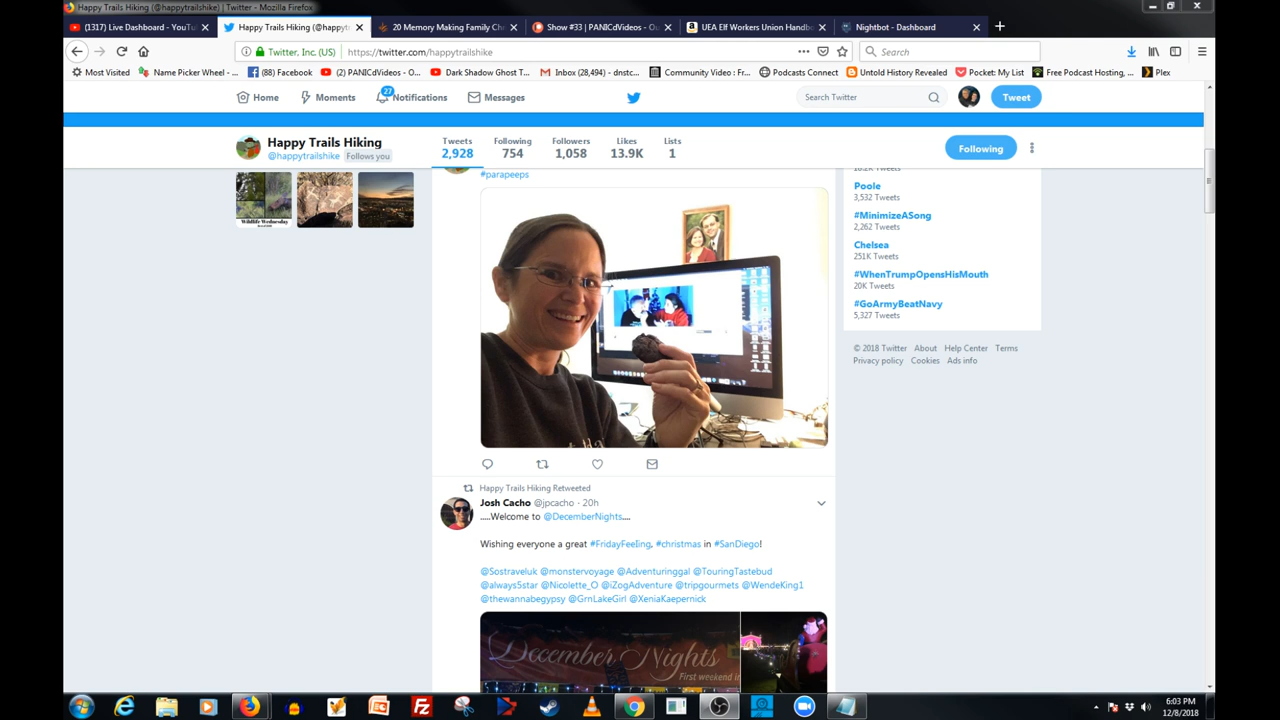 Happy Trails Hiking (@happytrailshike) | Twitter - Mozilla Firefox
(1317) Live Dashboard - YouTu
Happy Trails Hiking (@happyt
20 Memory Making Family Ch
Show #33 | PANICdVideos - O
UEA Elf Workers Union Handb
Nightbot - Dashboard
Twitter, Inc. (US)
https://twitter.com/happytrailshike
Search
Most Visited
Name Picker Wheel - ...
(88) Facebook
(2) PANICdVideos - O...
Dark Shadow Ghost T...
Inbox (28,494) - dnstc...
Community Video : Fr...
Podcasts Connect
Untold History Revealed
Pocket: My List
Free Podcast Hosting, ...
Plex
Home
Moments
27
Notifications
Messages
Search Twitter
Tweet
Happy Trails Hiking
@happytrailshike Follows you
Tweets
2,928
Following
754
Followers
1,058
Likes
13.9K
Lists
1
Following
Wildlife Wednesday
#parapeeps
Poole
3,532 Tweets
#MinimizeASong
2,262 Tweets
Chelsea
251K Tweets
#WhenTrumpOpensHisMouth
20K Tweets
#GoArmyBeatNavy
5,327 Tweets
© 2018 Twitter About Help Center Terms
Privacy policy Cookies Ads info
Happy Trails Hiking Retweeted
Josh Cacho @jpcacho · 20h
.....Welcome to @DecemberNights....
Wishing everyone a great #FridayFeeling, #christmas in #SanDiego!
@Sostraveluk @monstervoyage @Adventuringgal @TouringTastebud
@always5star @Nicolette_O @iZogAdventure @tripgourmets @WendeKing1
@thewannabegypsy @GrnLakeGirl @XeniaKaepernick
December Nights
First weekend in
6:03 PM
12/8/2018